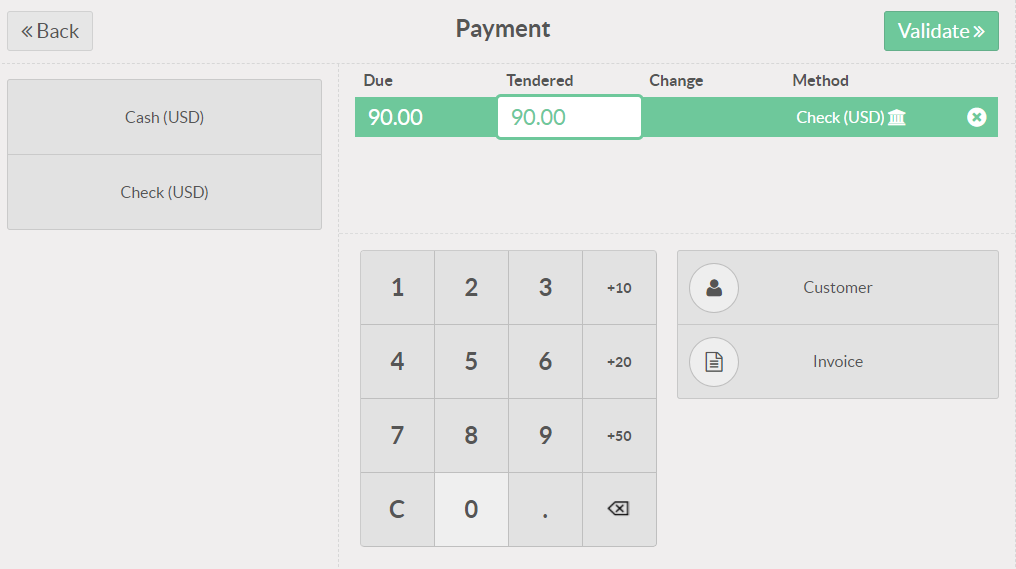 « Back
Payment
Validate »
Cash (USD)
Check (USD)
Due Tendered Change Method
90.00 90.00 Check (USD)
1 2 3 +10
4 5 6 +20
7 8 9 +50
C 0 .
Customer
Invoice